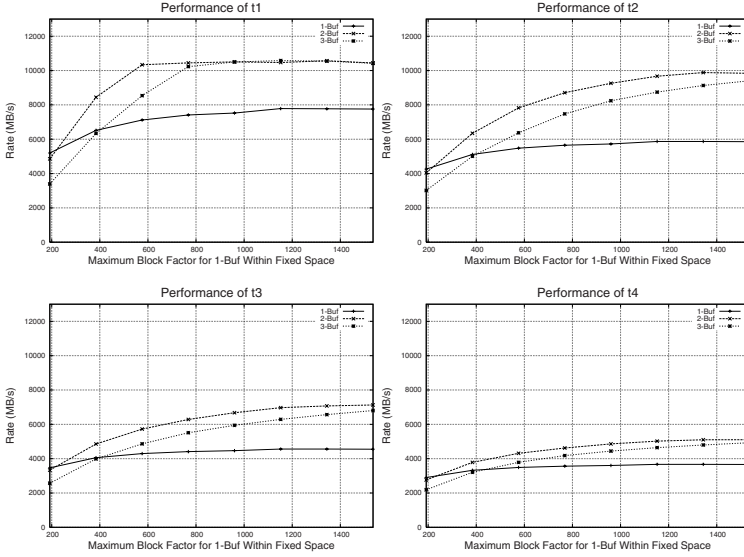 Performance of t1
1-Buf
2-Buf
3-Buf
12000
10000
8000
6000
4000
2000
0
Rate (MB/s)
200 400 600 800 1000 1200 1400
Maximum Block Factor for 1-Buf Within Fixed Space
Performance of t2
1-Buf
2-Buf
3-Buf
12000
10000
8000
6000
4000
2000
0
Rate (MB/s)
200 400 600 800 1000 1200 1400
Maximum Block Factor for 1-Buf Within Fixed Space
Performance of t3
1-Buf
2-Buf
3-Buf
12000
10000
8000
6000
4000
2000
0
Rate (MB/s)
200 400 600 800 1000 1200 1400
Maximum Block Factor for 1-Buf Within Fixed Space
Performance of t4
1-Buf
2-Buf
3-Buf
12000
10000
8000
6000
4000
2000
0
Rate (MB/s)
200 400 600 800 1000 1200 1400
Maximum Block Factor for 1-Buf Within Fixed Space